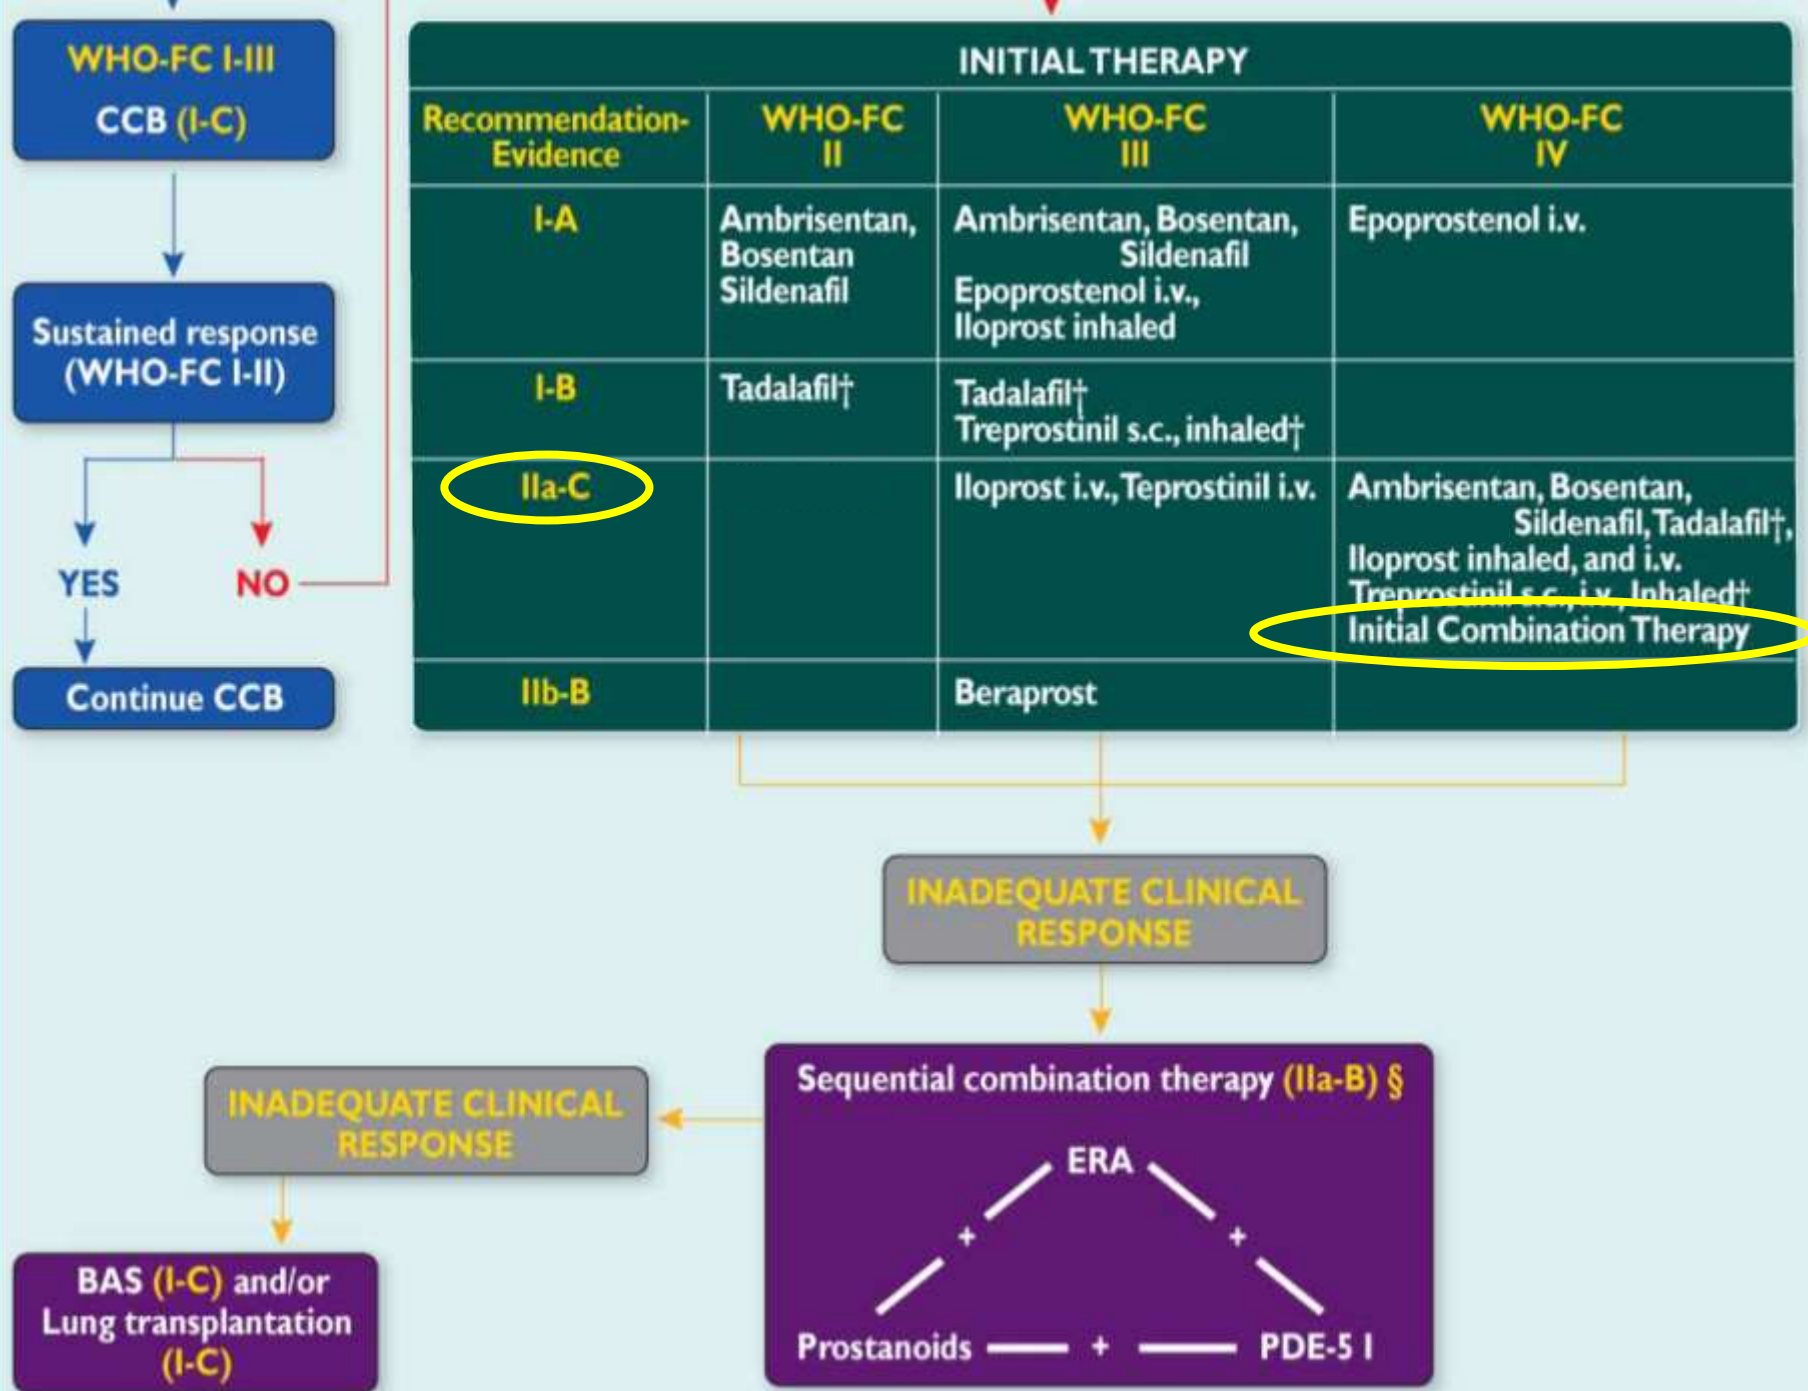 WHO-FC I-III
CCB (I-C)
Sustained response
(WHO-FC I-II)
YES
NO
Continue CCB
INITIAL THERAPY
Recommendation-
Evidence
WHO-FC
II
WHO-FC
III
WHO-FC
IV
I-A
Ambrisentan,
Bosentan
Sildenafil
Ambrisentan, Bosentan,
Sildenafil
Epoprostenol i.v.,
Iloprost inhaled
Epoprostenol i.v.
I-B
Tadalafil†
Tadalafil†
Treprostinil s.c., inhaled†
IIa-C
Iloprost i.v., Teprostinil i.v.
Ambrisentan, Bosentan,
Sildenafil, Tadalafil†,
Iloprost inhaled, and i.v.
Treprostinil s.c., i.v., Inhaled†
Initial Combination Therapy
IIb-B
Beraprost
INADEQUATE CLINICAL
RESPONSE
Sequential combination therapy (IIa-B) §
ERA
+
+
Prostanoids + PDE-5 I
INADEQUATE CLINICAL
RESPONSE
BAS (I-C) and/or
Lung transplantation
(I-C)